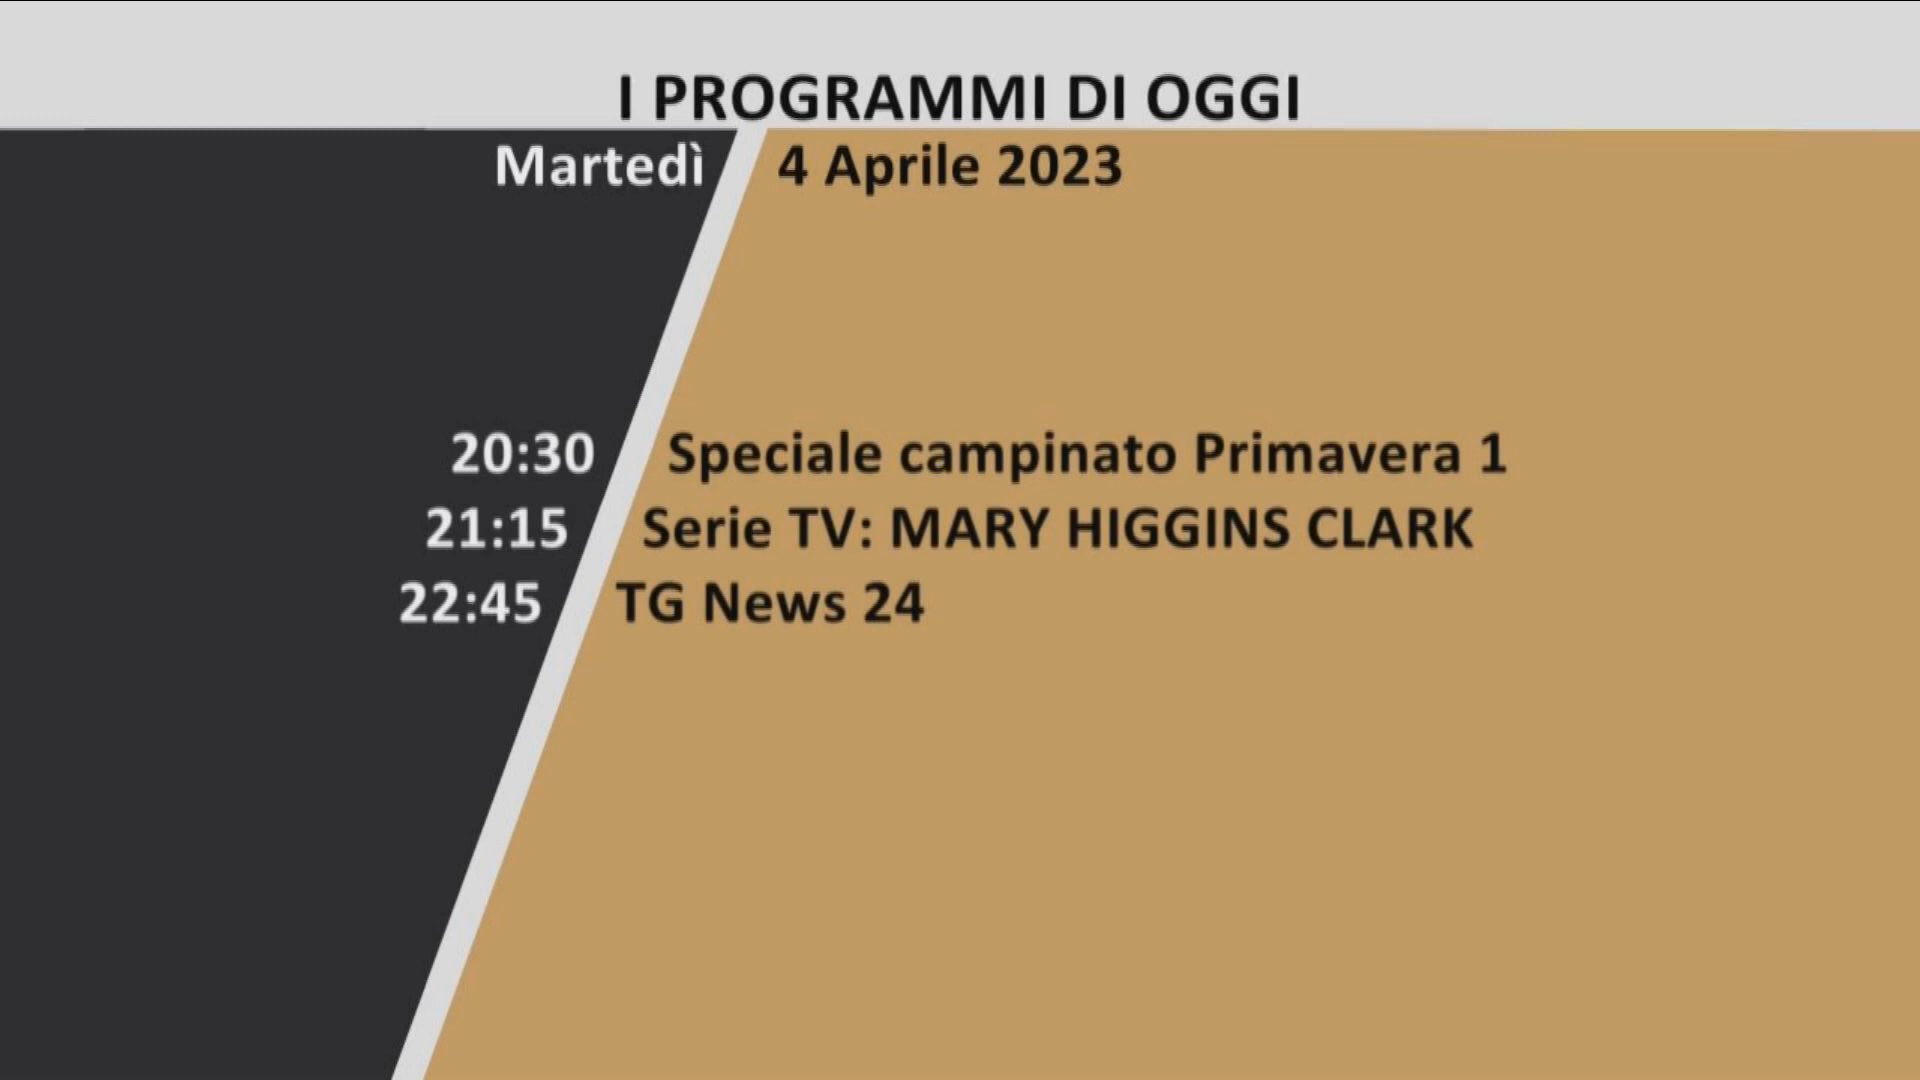 I PROGRAMMI DI OGGI
Martedì 4 Aprile 2023
20:30 Speciale campinato Primavera 1
21:15 Serie TV: MARY HIGGINS CLARK
22:45 TG News 24